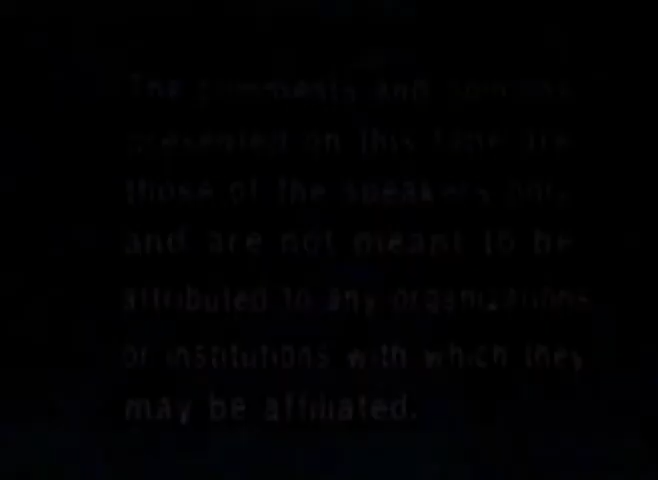 The comments and opinions
presented on this tape are
those of the speakers only
and are not meant to be
attributed to any organizations
or institutions with which they
may be affiliated.